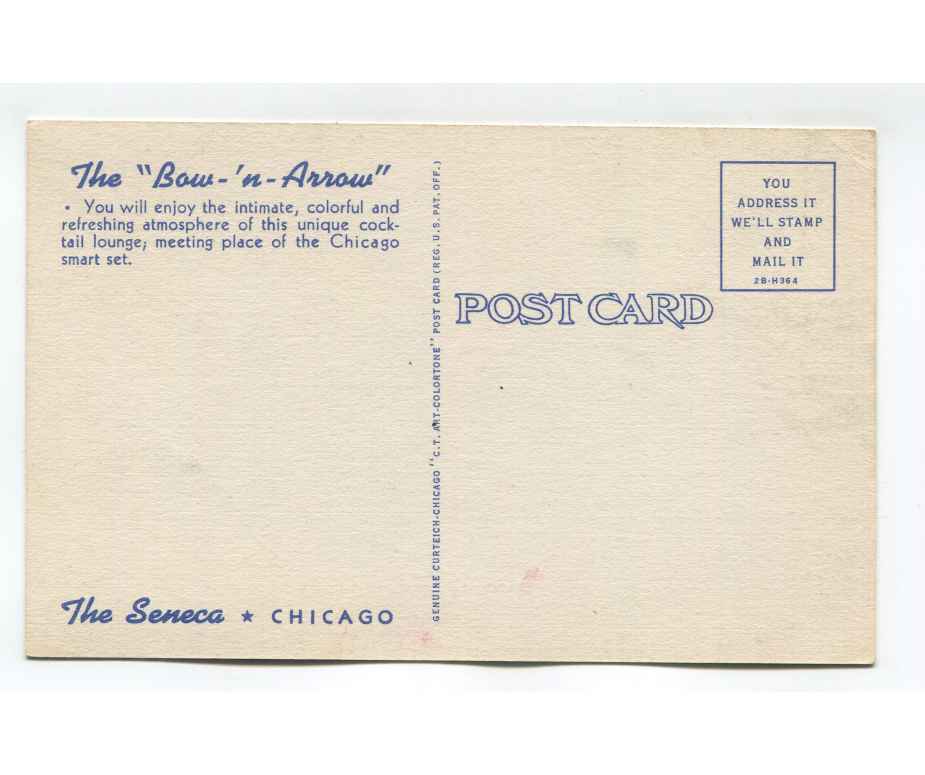 The "Bow-'n-Arrow"
• You will enjoy the intimate, colorful and
refreshing atmosphere of this unique cock-
tail lounge; meeting place of the Chicago
smart set.
The Seneca ★ CHICAGO
GENUINE CURTEICH-CHICAGO "C.T. ART-COLORTONE" POST CARD (REG. U.S. PAT. OFF.)
POST CARD
YOU
ADDRESS IT
WE'LL STAMP
AND
MAIL IT
2B-H364